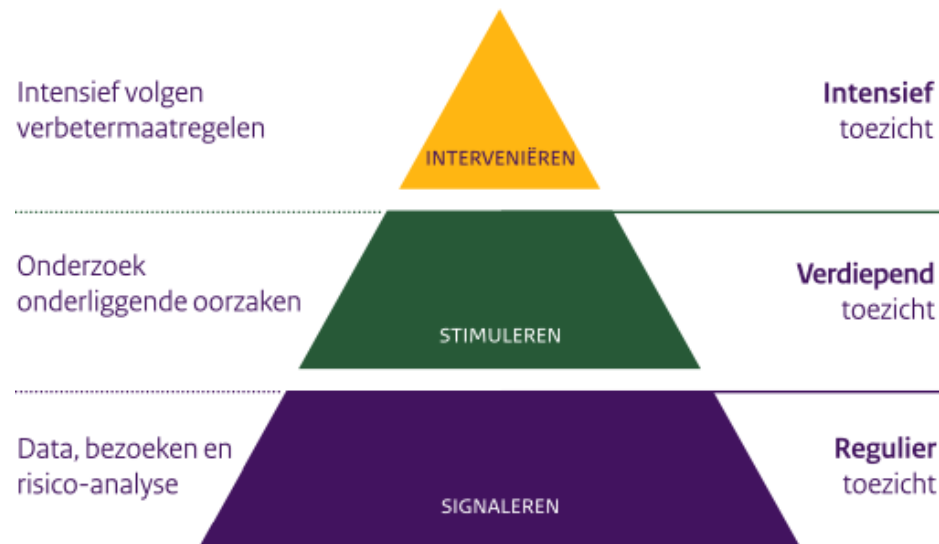 Intensief volgen
verbetermaatregelen
INTERVENIËREN
Intensief
toezicht
Onderzoek
onderliggende oorzaken
STIMULEREN
Verdiepend
toezicht
Data, bezoeken en
risico-analyse
SIGNALEREN
Regulier
toezicht